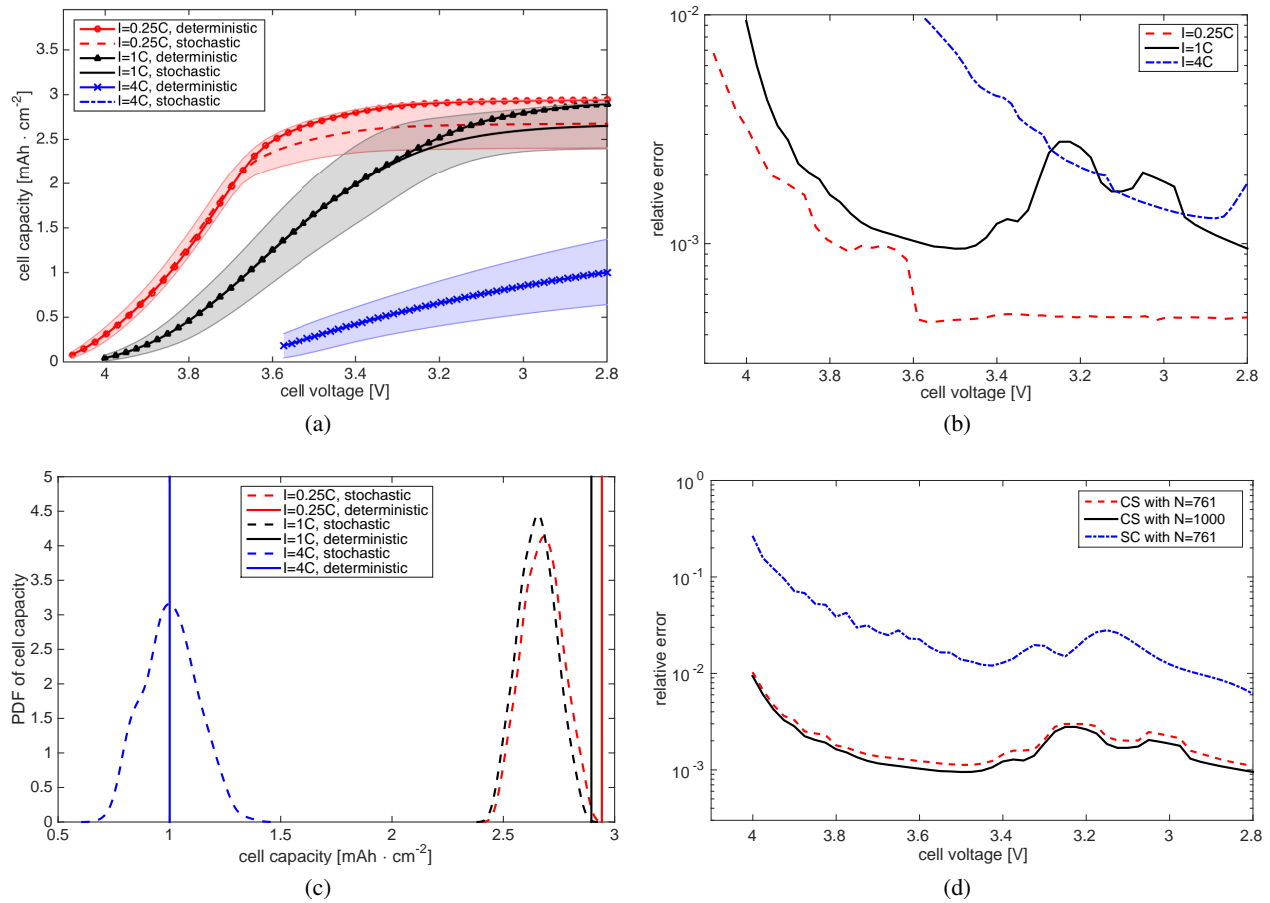 I=0.25C, deterministic
I=0.25C, stochastic
I=1C, deterministic
I=1C, stochastic
I=4C, deterministic
I=4C, stochastic
cell capacity [mAh · cm-2]
3.5
3
2.5
2
1.5
1
0.5
0
4
3.8
3.6
3.4
3.2
3
2.8
cell voltage [V]
(a)
I=0.25C
I=1C
I=4C
relative error
10-2
10-3
4
3.8
3.6
3.4
3.2
3
2.8
cell voltage [V]
(b)
I=0.25C, stochastic
I=0.25C, deterministic
I=1C, stochastic
I=1C, deterministic
I=4C, stochastic
I=4C, deterministic
PDF of cell capacity
5
4.5
4
3.5
3
2.5
2
1.5
1
0.5
0
0.5
1
1.5
2
2.5
3
cell capacity [mAh · cm-2]
(c)
CS with N=761
CS with N=1000
SC with N=761
relative error
100
10-1
10-2
10-3
4
3.8
3.6
3.4
3.2
3
2.8
cell voltage [V]
(d)